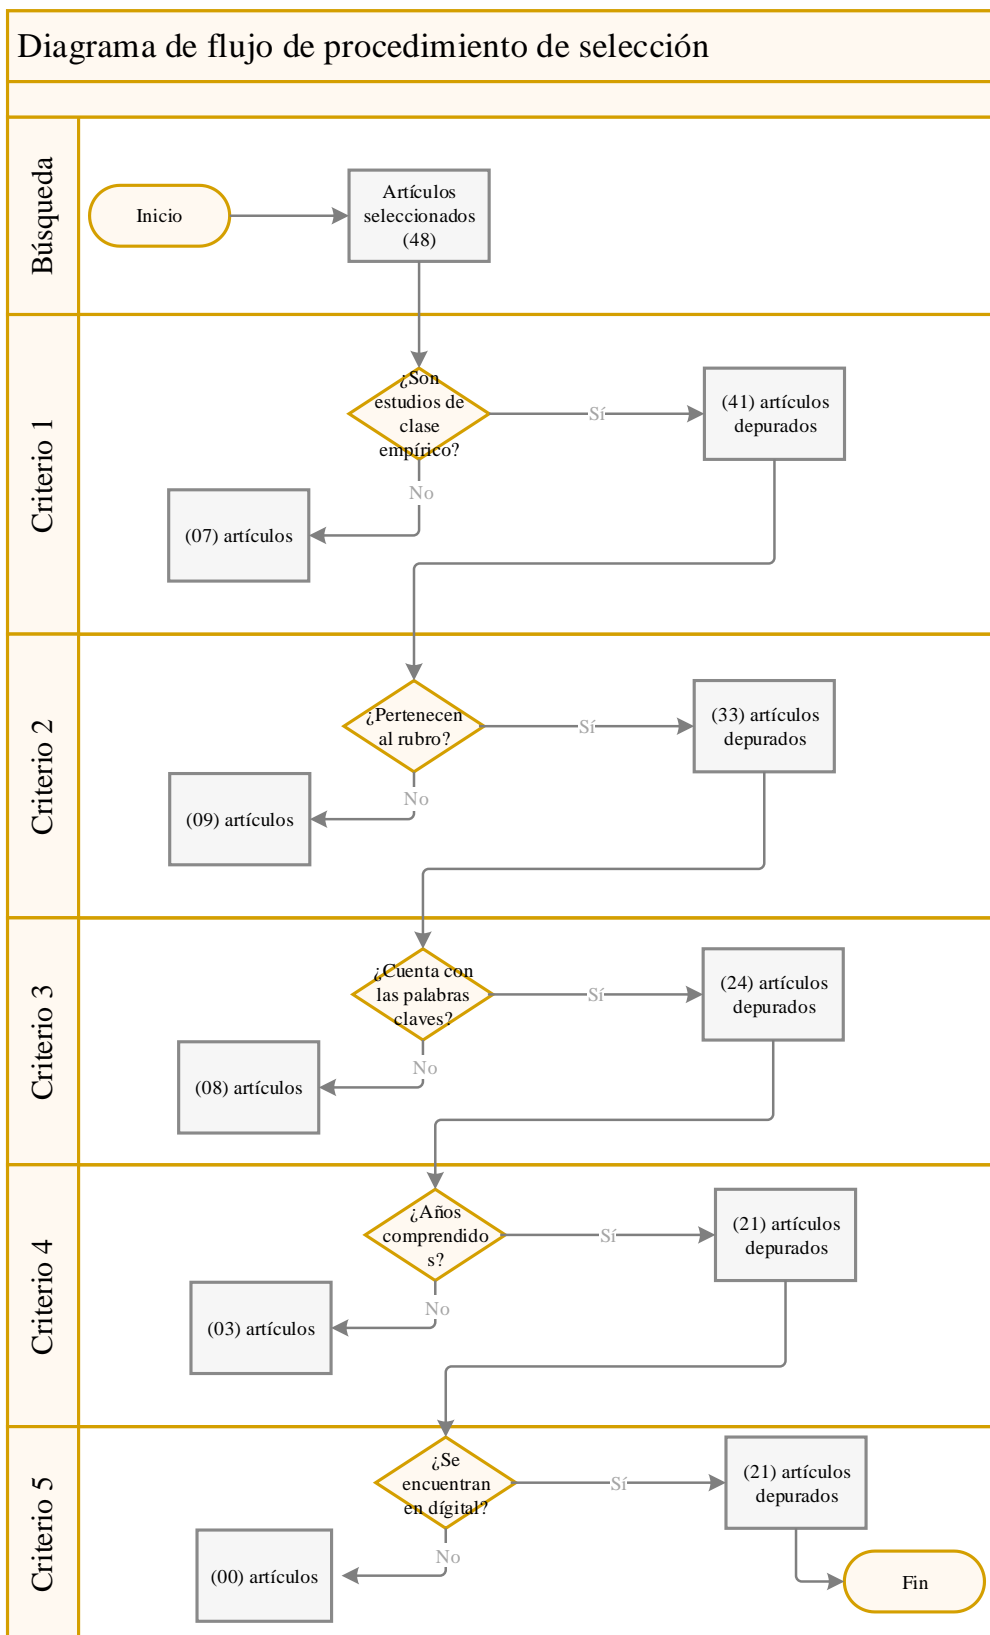 Diagrama de flujo de procedimiento de selección
Búsqueda
Inicio
Artículos
seleccionados
(48)
Criterio 1
¿Son
estudios de
clase
empírico?
Sí
(41) artículos
depurados
No
(07) artículos
Criterio 2
¿Pertenecen
al rubro?
Sí
(33) artículos
depurados
No
(09) artículos
Criterio 3
¿Cuenta con
las palabras
claves?
Sí
(24) artículos
depurados
No
(08) artículos
Criterio 4
¿Años
comprendido
s?
Sí
(21) artículos
depurados
No
(03) artículos
Criterio 5
¿Se
encuentran
en dígital?
Sí
(21) artículos
depurados
No
(00) artículos
Fin